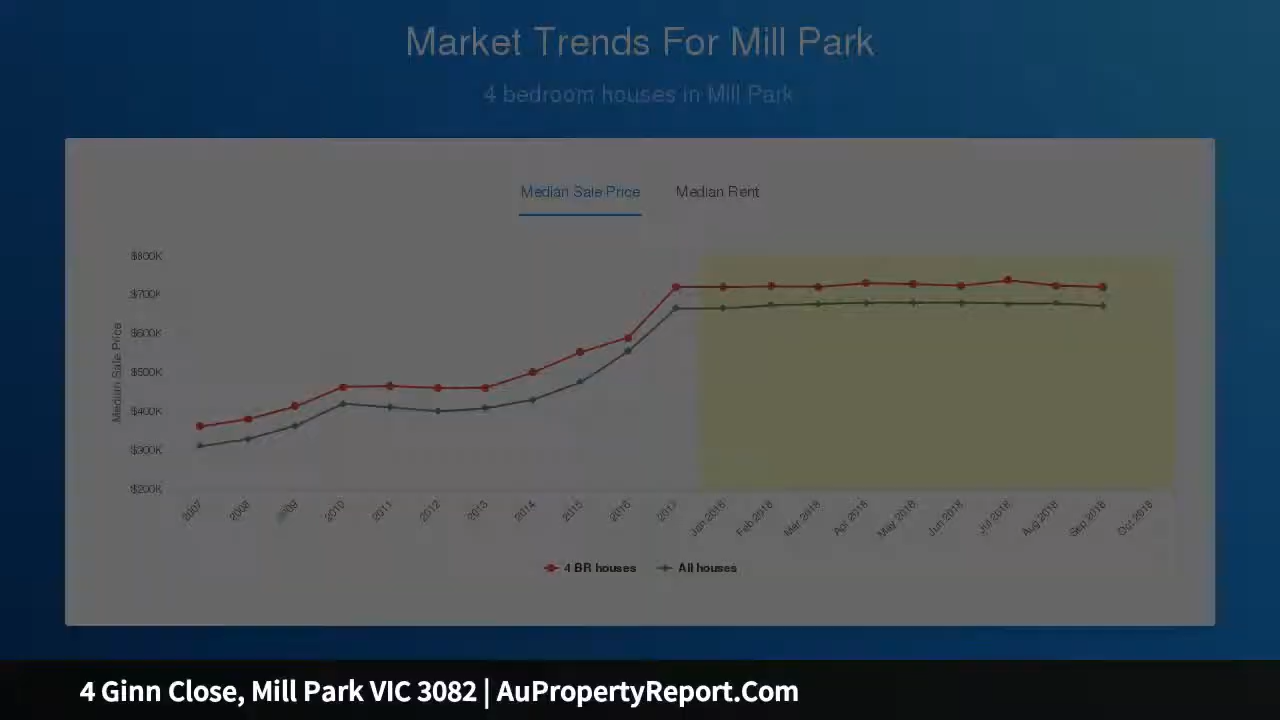 Market Trends For Mill Park
4 bedroom houses in Mill Park
Median Sale Price Median Rent
$800K
$700K
$600K
$500K
$400K
$300K
$200K
Median Sale Price
2007 2008 2009 2010 2011 2012 2013 2014 2015 2016 2017 Jan 2018 Feb 2018 Mar 2018 Apr 2018 May 2018 Jun 2018 Jul 2018 Aug 2018 Sep 2018 Oct 2018
4 BR houses All houses
4 Ginn Close, Mill Park VIC 3082 | AuPropertyReport.Com